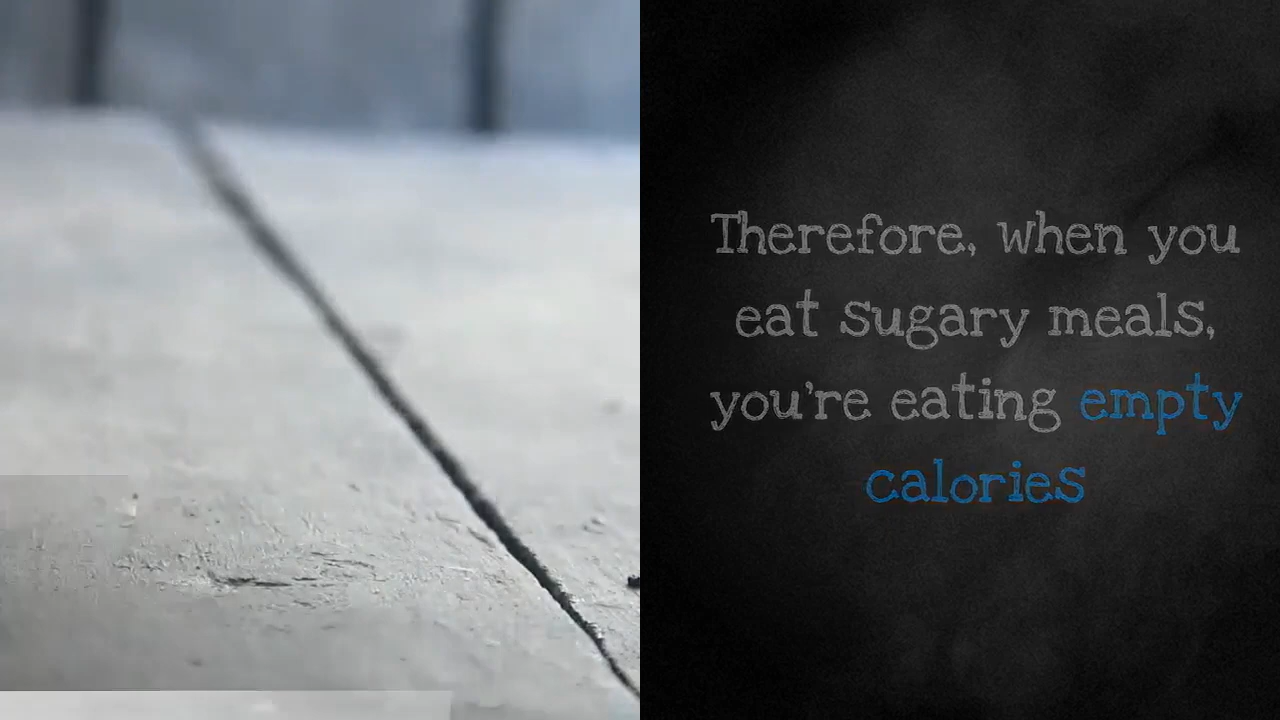 Therefore, when you
eat sugary meals,
you're eating empty
calories